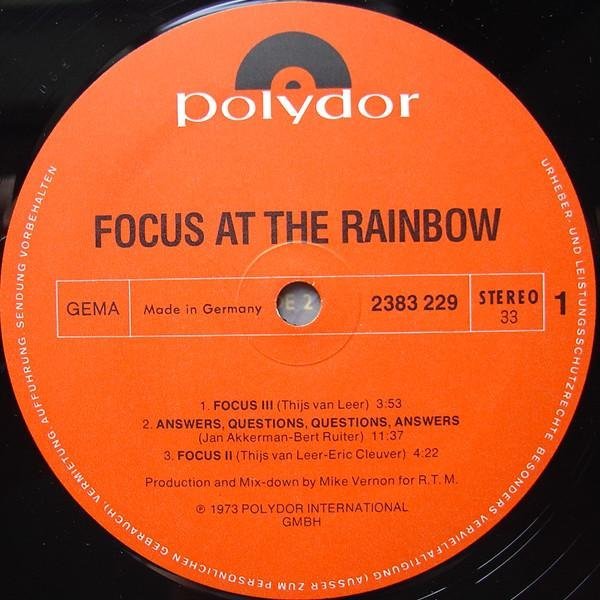 polydor
FOCUS AT THE RAINBOW
GEMA
Made in Germany
E 2
2383 229
STEREO
33
1
1. FOCUS III (Thijs van Leer) 3:53
2. ANSWERS, QUESTIONS, QUESTIONS, ANSWERS
(Jan Akkerman-Bert Ruiter) 11:37
3. FOCUS II (Thijs van Leer-Eric Cleuver) 4:22
Production and Mix-down by Mike Vernon for R.T.M.
℗ 1973 POLYDOR INTERNATIONAL
GMBH
URHEBER- UND LEISTUNGSSCHUTZRECHTE BESONDERS VERVIELFÄLTIGUNG (AUSSER ZUM PERSÖNLICHEN GEBRAUCH), VERMIETUNG AUFFÜHRUNG SENDUNG VORBEHALTEN